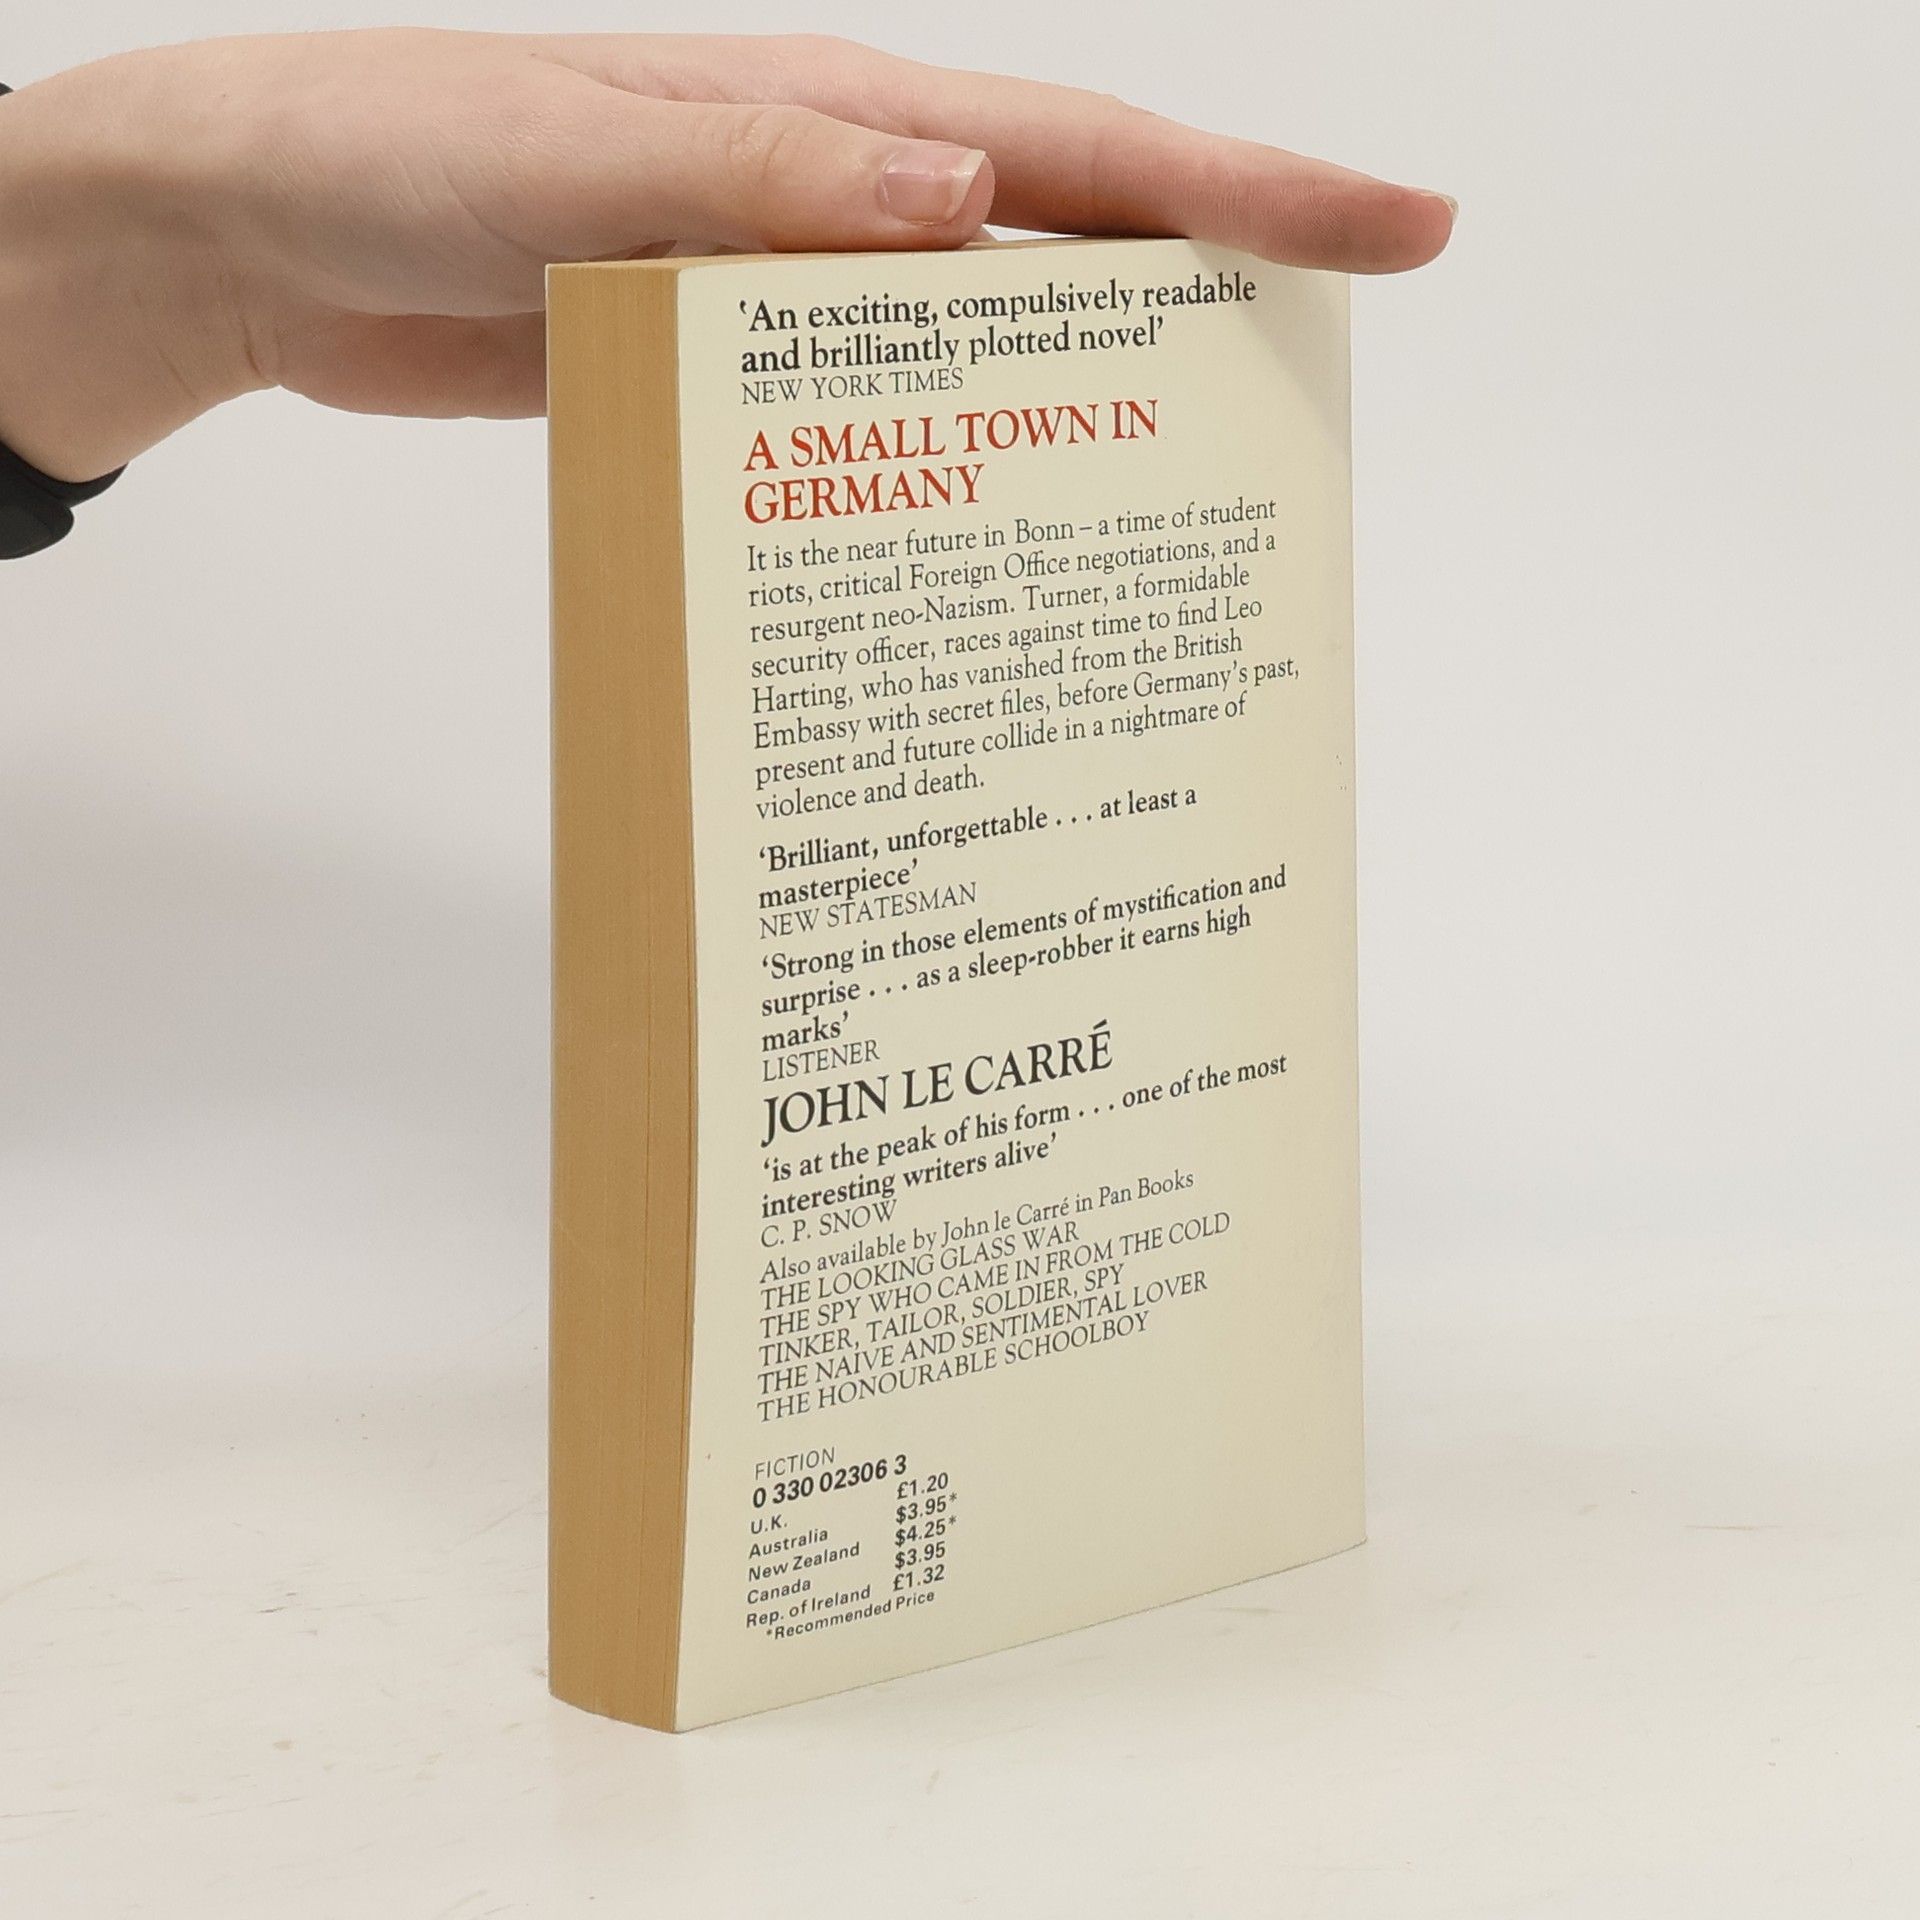 ‘An exciting, compulsively readable
and brilliantly plotted novel’
NEW YORK TIMES
A SMALL TOWN IN
GERMANY
It is the near future in Bonn – a time of student
riots, critical Foreign Office negotiations, and a
resurgent neo-Nazism. Turner, a formidable
security officer, races against time to find Leo
Harting, who has vanished from the British
Embassy with secret files, before Germany’s past,
present and future collide in a nightmare of
violence and death.
‘Brilliant, unforgettable . . . at least a
masterpiece’
NEW STATESMAN
‘Strong in those elements of mystification and
surprise . . . as a sleep-robber it earns high
marks’
LISTENER
JOHN LE CARRÉ
‘is at the peak of his form . . . one of the most
interesting writers alive’
C. P. SNOW
Also available by John le Carré in Pan Books
THE LOOKING GLASS WAR
THE SPY WHO CAME IN FROM THE COLD
TINKER, TAILOR, SOLDIER, SPY
THE NAÏVE AND SENTIMENTAL LOVER
THE HONOURABLE SCHOOLBOY
FICTION
0 330 02306 3
U.K. £1.20
Australia $3.95*
New Zealand $4.25*
Canada $3.95
Rep. of Ireland £1.32
*Recommended Price